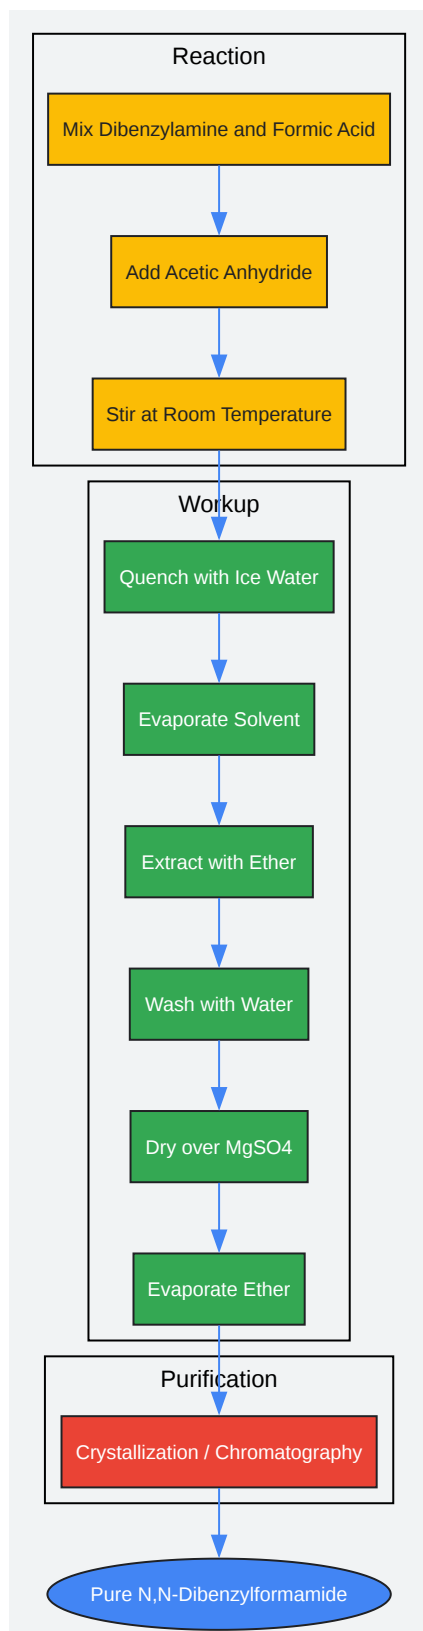 Reaction
Mix Dibenzylamine and Formic Acid
Add Acetic Anhydride
Stir at Room Temperature
Workup
Quench with Ice Water
Evaporate Solvent
Extract with Ether
Wash with Water
Dry over MgSO4
Evaporate Ether
Purification
Crystallization / Chromatography
Pure N,N-Dibenzylformamide